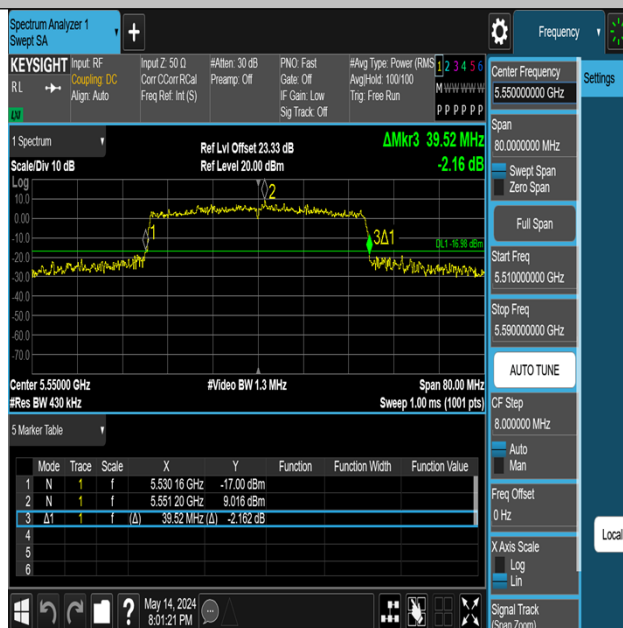 Spectrum Analyzer 1
Swept SA
+
Frequency
KEYSIGHT
RL
LXI
Input: RF
Coupling: DC
Align: Auto
Input Z: 50 Ω
Corr CCorr RCal
Freq Ref: Int (S)
#Atten: 30 dB
Preamp: Off
PNO: Fast
Gate: Off
IF Gain: Low
Sig Track: Off
#Avg Type: Power (RMS
Avg|Hold: 100/100
Trig: Free Run
1 2 3 4 5 6
M W W W W W
P P P P P P
1 Spectrum
Scale/Div 10 dB
Ref Lvl Offset 23.33 dB
Ref Level 20.00 dBm
ΔMkr3 39.52 MHz
-2.16 dB
Log
10.0
0.00
-10.0
-20.0
-30.0
-40.0
-50.0
-60.0
-70.0
1
2
3Δ1
DL1 -16.98 dBm
Center 5.55000 GHz
#Video BW 1.3 MHz
Span 80.00 MHz
#Res BW 430 kHz
Sweep 1.00 ms (1001 pts)
5 Marker Table
Mode Trace Scale X Y Function Function Width Function Value
1 N 1 f 5.530 16 GHz -17.00 dBm
2 N 1 f 5.551 20 GHz 9.016 dBm
3 Δ1 1 f (Δ) 39.52 MHz (Δ) -2.162 dB
4
5
6
May 14, 2024
8:01:21 PM
?
Center Frequency
5.550000000 GHz
Settings
Span
80.0000000 MHz
Swept Span
Zero Span
Full Span
Start Freq
5.510000000 GHz
Stop Freq
5.590000000 GHz
AUTO TUNE
CF Step
8.000000 MHz
Auto
Man
Freq Offset
0 Hz
Local
X Axis Scale
Log
Lin
Signal Track
(Span Zoom)